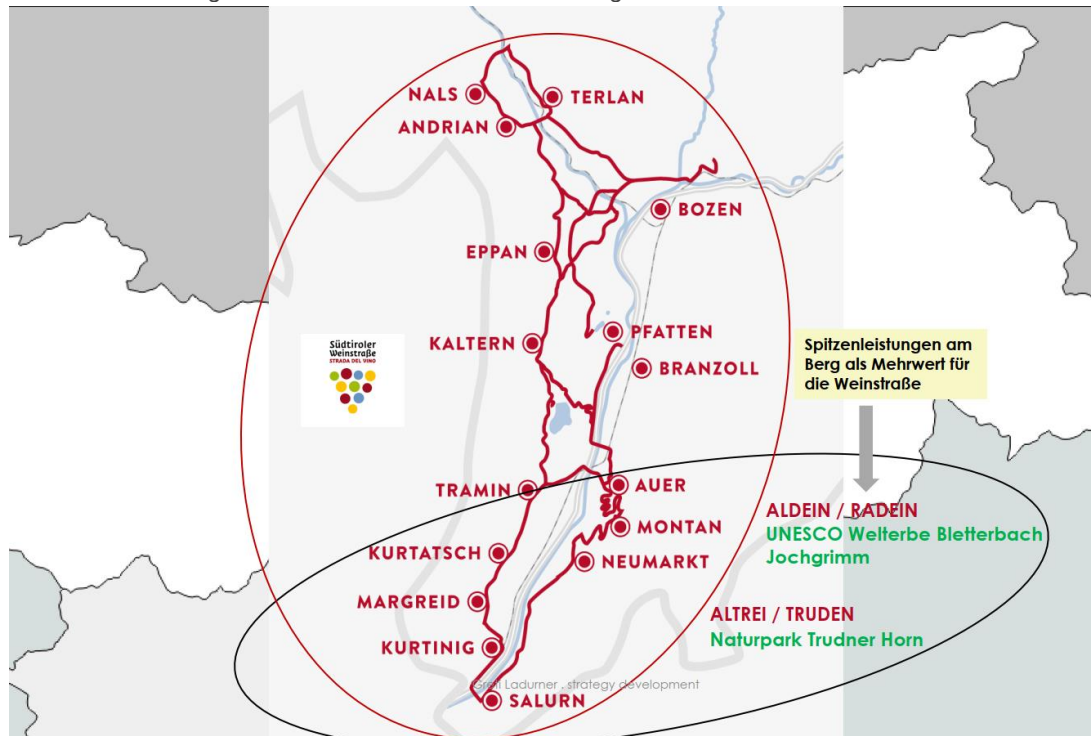 NALS
TERLAN
ANDRIAN
BOZEN
EPPAN
Südtiroler
Weinstraße
STRADA DEL VINO
KALTERN
PFATTEN
BRANZOLL
Spitzenleistungen am
Berg als Mehrwert für
die Weinstraße
TRAMIN
AUER
ALDEIN / RADEIN
UNESCO Welterbe Bletterbach
Jochgrimm
MONTAN
KURTATSCH
NEUMARKT
MARGREID
ALTREI / TRUDEN
Naturpark Trudner Horn
KURTINIG
Ladurner . strategy development
SALURN